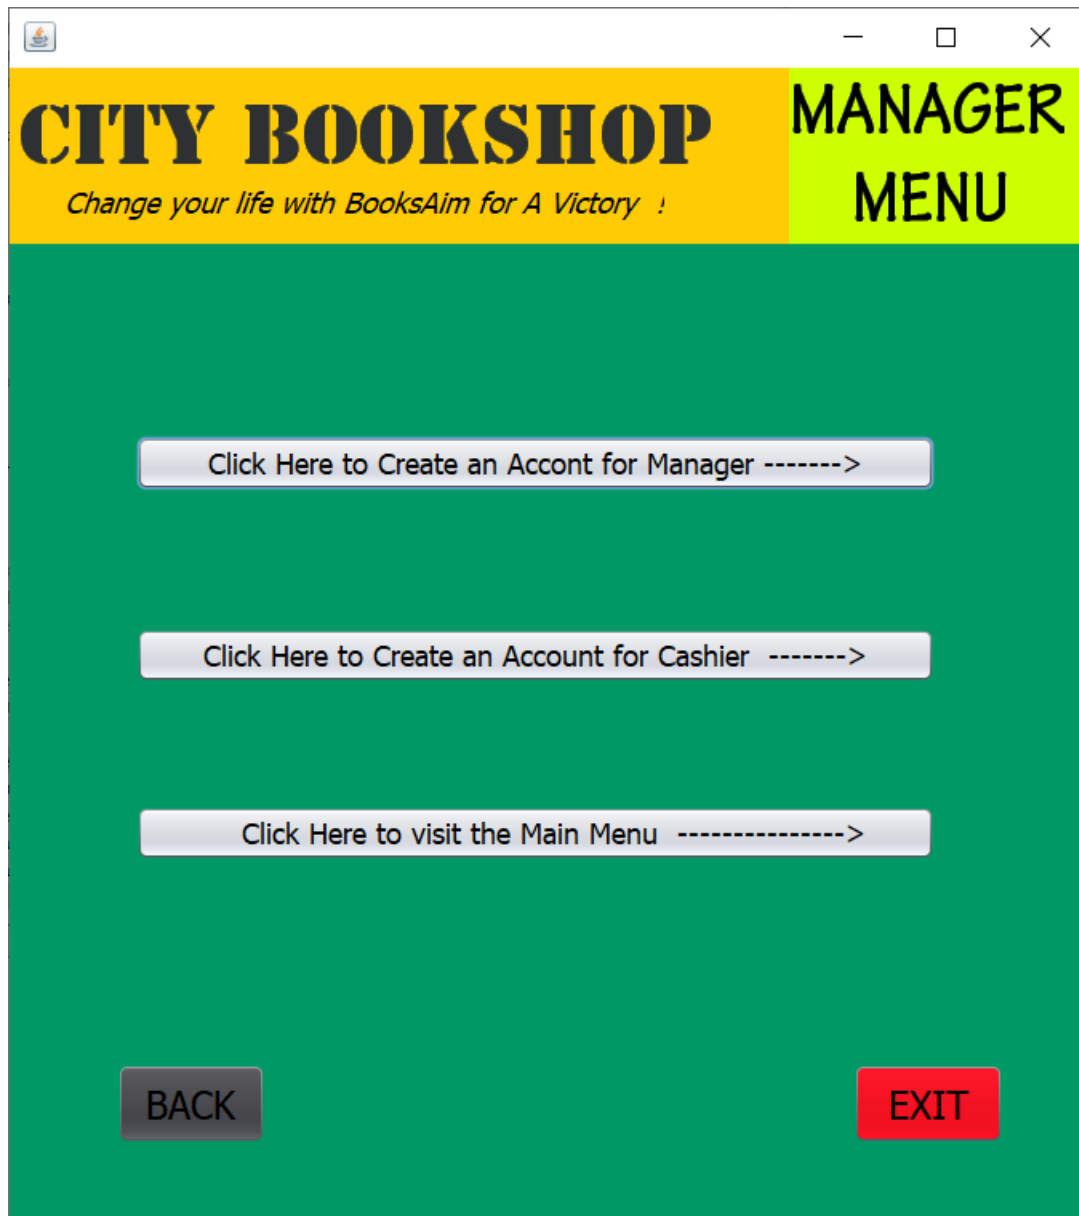 CITY BOOKSHOP
Change your life with BooksAim for A Victory  !
MANAGER
MENU
Click Here to Create an Accont for Manager ------->
Click Here to Create an Account for Cashier  ------->
Click Here to visit the Main Menu  --------------->
BACK
EXIT